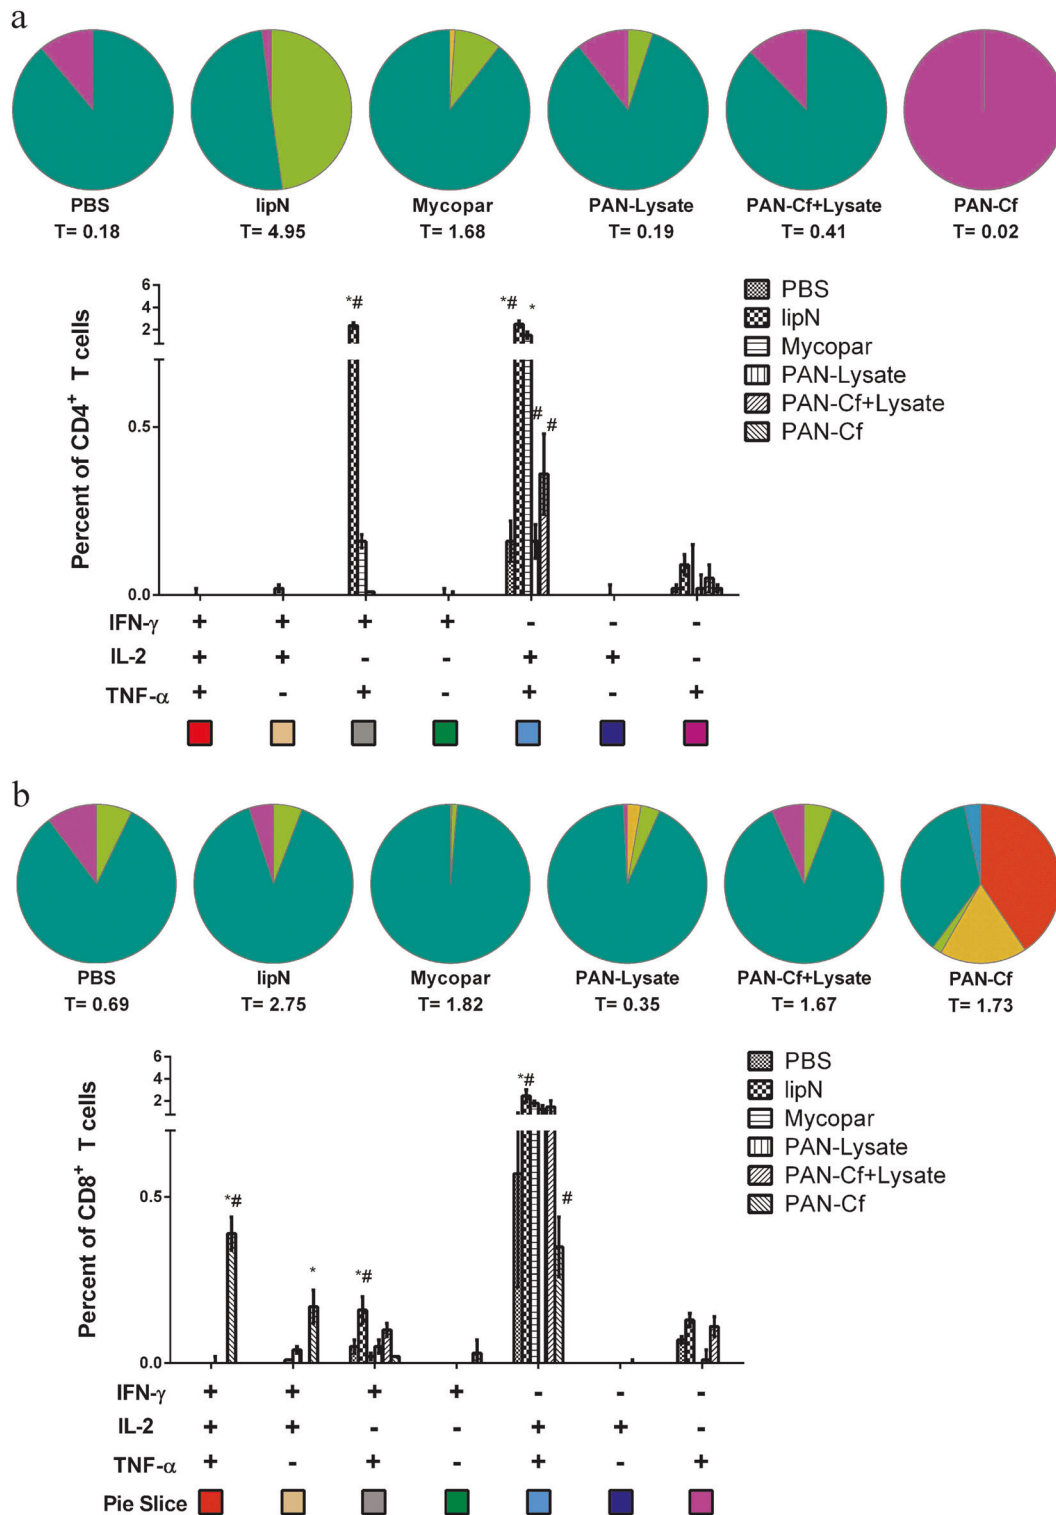 a
PBS lipN Mycopar PAN-Lysate PAN-Cf+Lysate PAN-Cf
T= 0.18 T= 4.95 T= 1.68 T= 0.19 T= 0.41 T= 0.02
Percent of CD4+ T cells
6
4
2
0.5
0.0
*# *# * # #
PBS
lipN
Mycopar
PAN-Lysate
PAN-Cf+Lysate
PAN-Cf
IFN-γ + + + + - - -
IL-2 + + - - + + -
TNF-α + - + - + - +
b
PBS lipN Mycopar PAN-Lysate PAN-Cf+Lysate PAN-Cf
T= 0.69 T= 2.75 T= 1.82 T= 0.35 T= 1.67 T= 1.73
Percent of CD8+ T cells
6
4
2
0.5
0.0
*# * *# *# #
PBS
lipN
Mycopar
PAN-Lysate
PAN-Cf+Lysate
PAN-Cf
IFN-γ + + + + - - -
IL-2 + + - - + + -
TNF-α + - + - + - +
Pie Slice